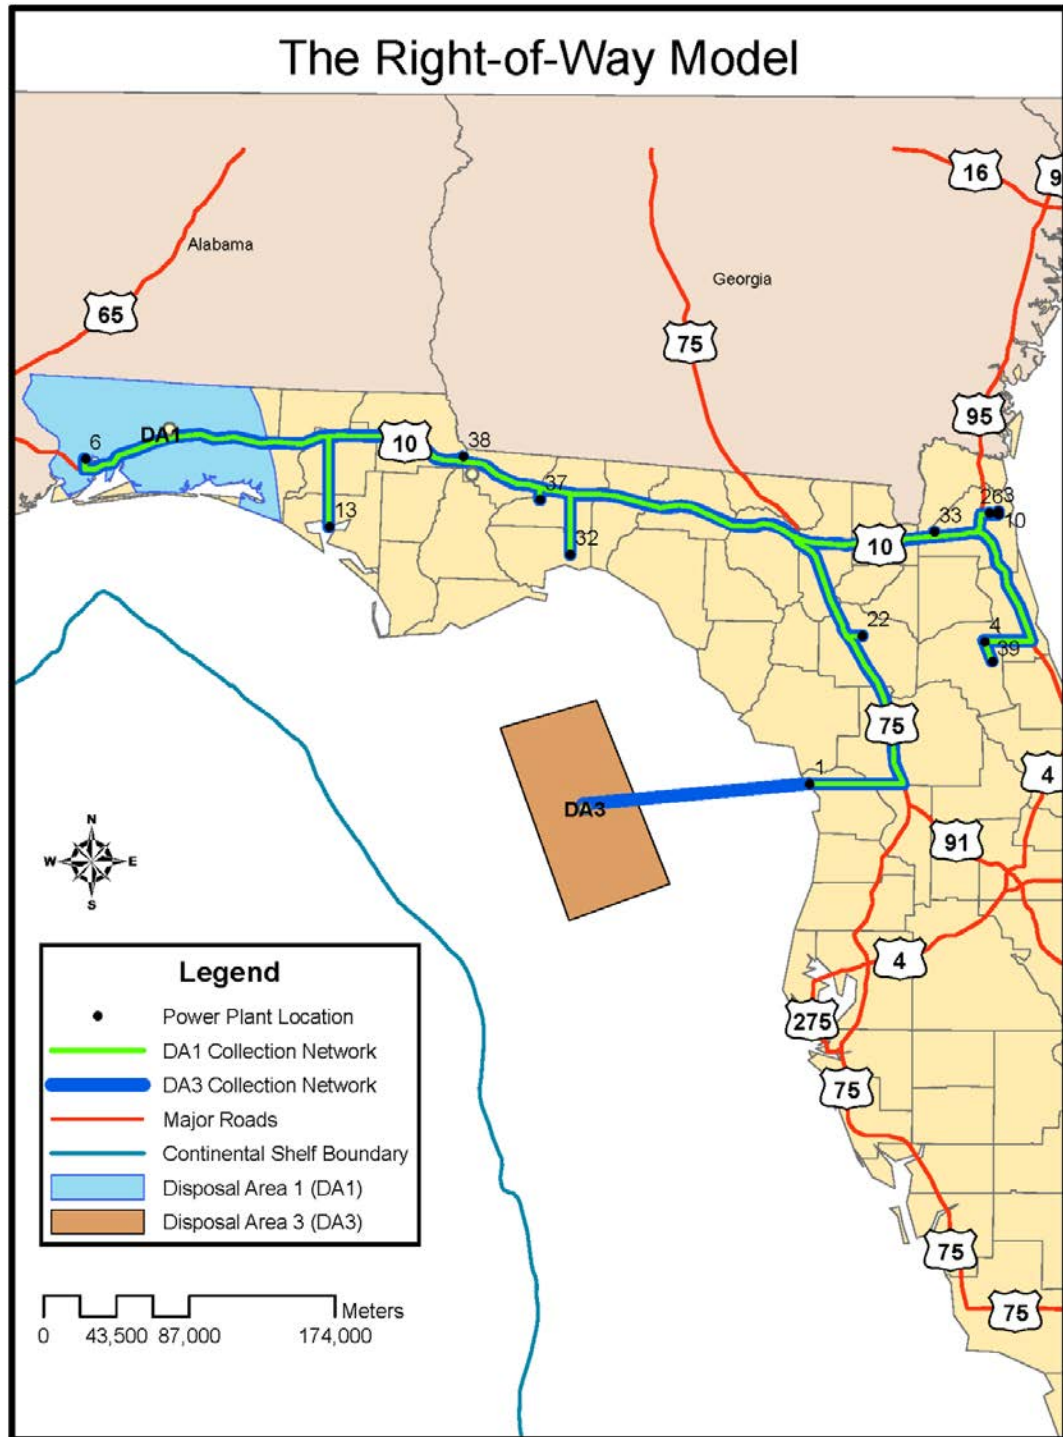 The Right-of-Way Model
16
9
Alabama
Georgia
65
75
95
6
DA1
10
38
37
13
32
33
263
10
10
22
4
39
75
1
4
DA3
91
N
W
E
S
4
275
75
75
75
Legend
Power Plant Location
DA1 Collection Network
DA3 Collection Network
Major Roads
Continental Shelf Boundary
Disposal Area 1 (DA1)
Disposal Area 3 (DA3)
Meters
0 43,500 87,000 174,000